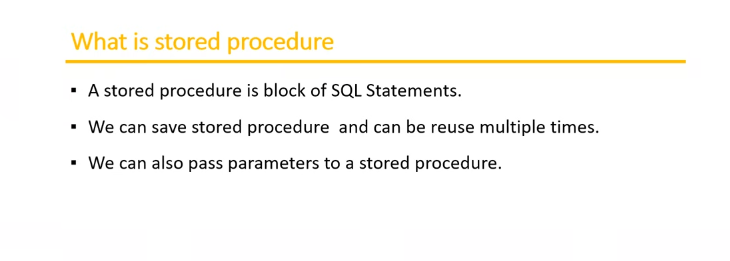 What is stored procedure
▪ A stored procedure is block of SQL Statements.
▪ We can save stored procedure  and can be reuse multiple times.
▪ We can also pass parameters to a stored procedure.